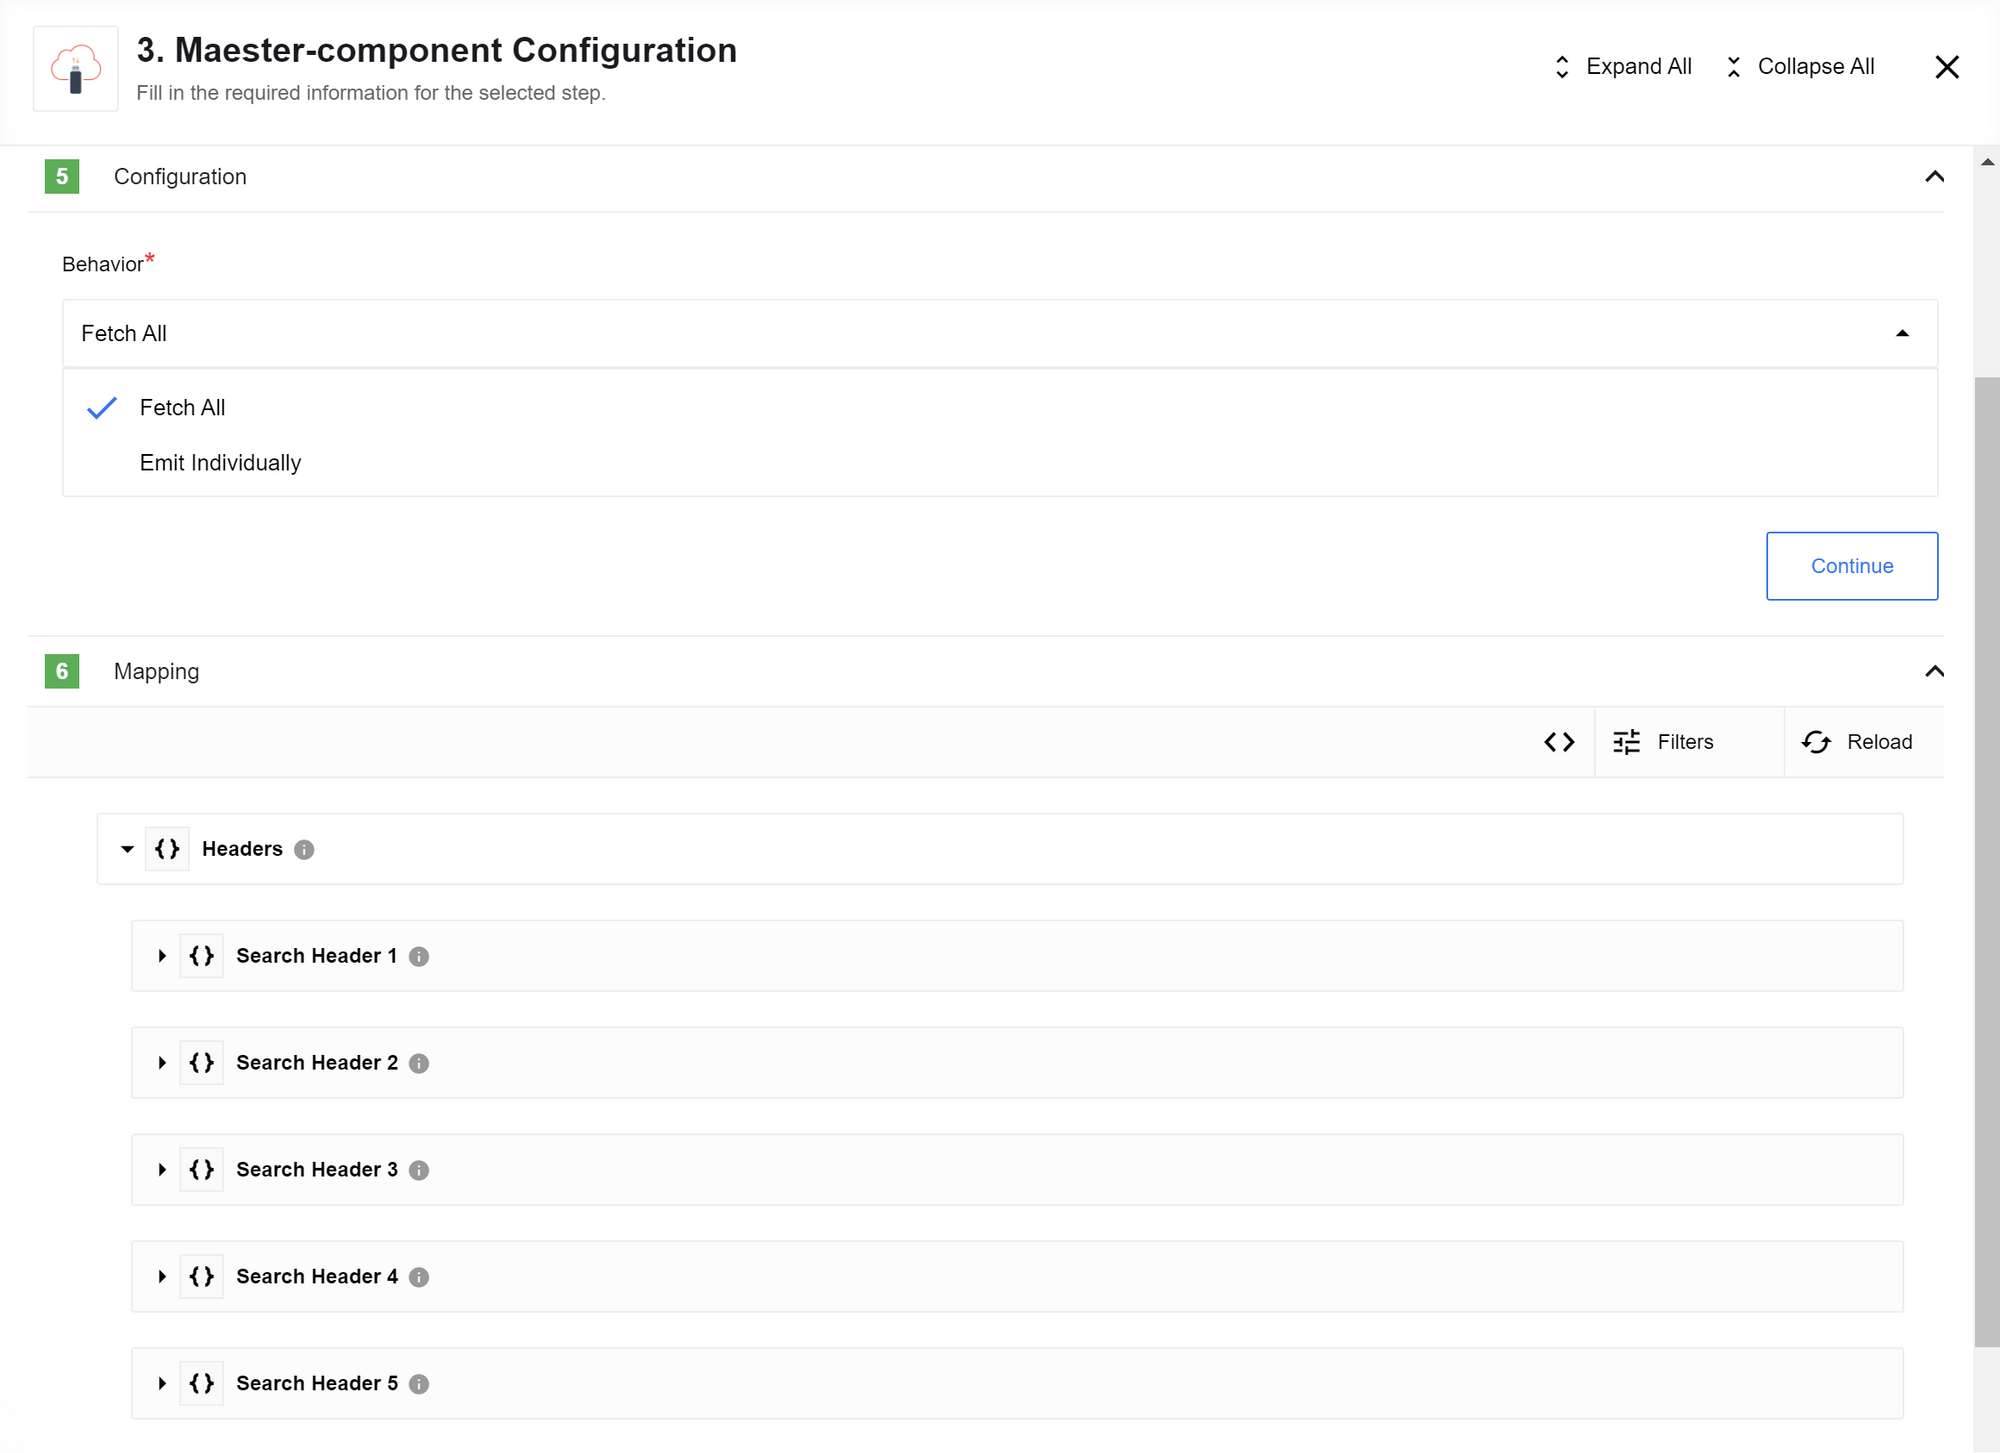 3. Maester-component Configuration
Fill in the required information for the selected step.
Expand All
Collapse All
5 Configuration
Behavior*
Fetch All
Fetch All
Emit Individually
Continue
6 Mapping
Filters
Reload
{} Headers
{} Search Header 1
{} Search Header 2
{} Search Header 3
{} Search Header 4
{} Search Header 5